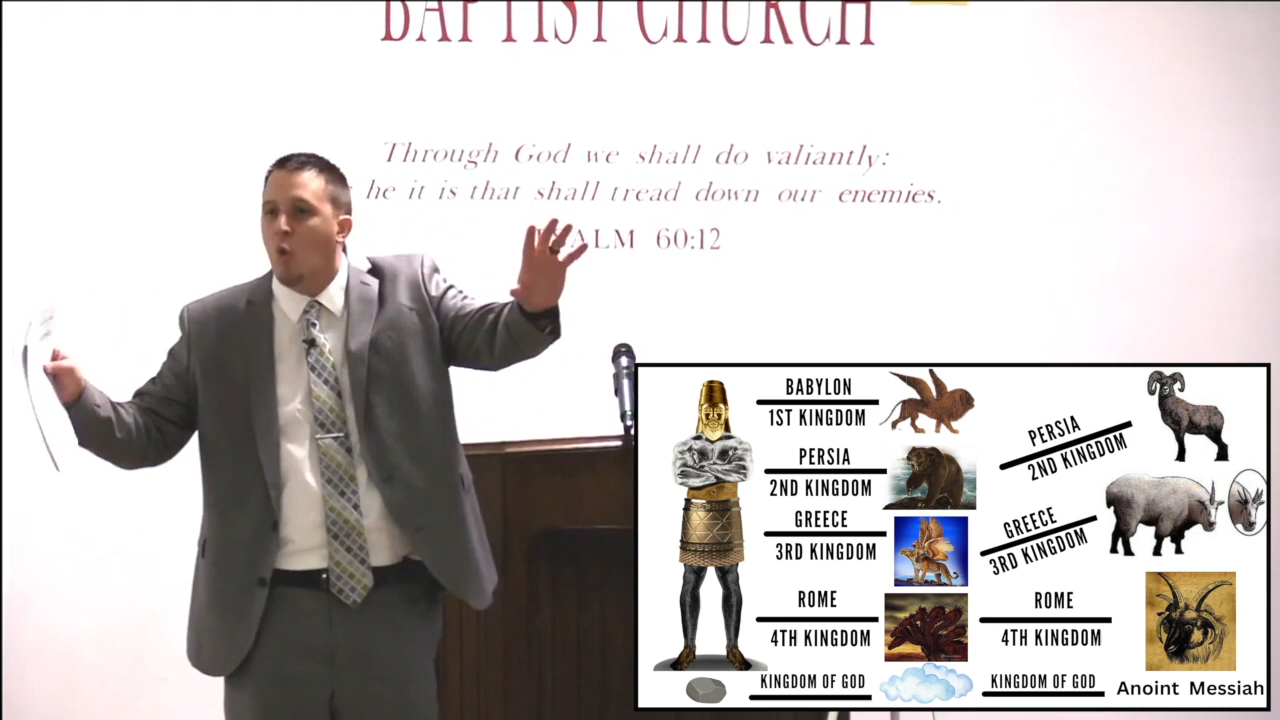 BAPTIST CHURCH
Through God we shall do valiantly:
he it is that shall tread down our enemies.
ALM 60:12
BABYLON
1ST KINGDOM
PERSIA
2ND KINGDOM
GREECE
3RD KINGDOM
ROME
4TH KINGDOM
KINGDOM OF GOD
PERSIA
2ND KINGDOM
GREECE
3RD KINGDOM
ROME
4TH KINGDOM
KINGDOM OF GOD
Anoint Messiah